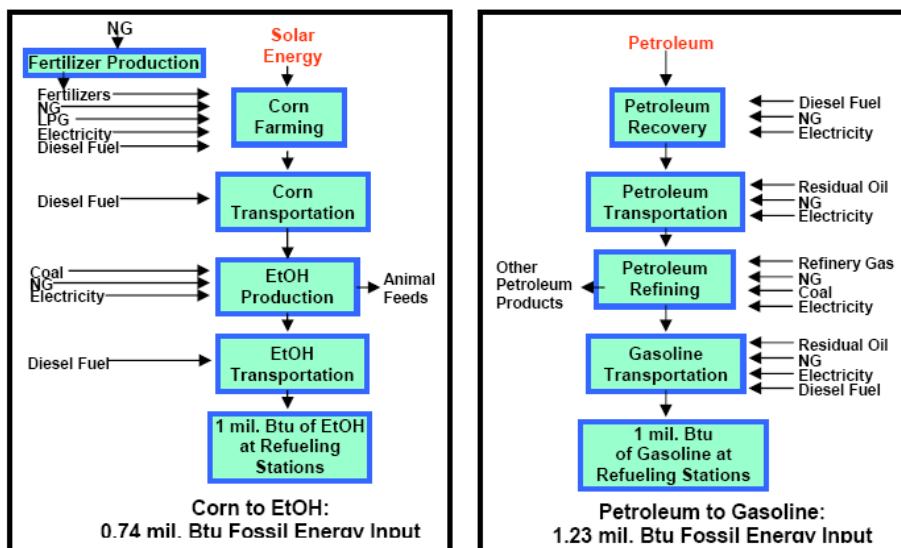 NG
Fertilizer Production
Fertilizers
NG
LPG
Electricity
Diesel Fuel
Solar
Energy
Corn
Farming
Diesel Fuel
Corn
Transportation
Coal
NG
Electricity
EtOH
Production
Animal
Feeds
Diesel Fuel
EtOH
Transportation
1 mil. Btu of EtOH
at Refueling
Stations
Corn to EtOH:
0.74 mil. Btu Fossil Energy Input
Petroleum
Petroleum
Recovery
Diesel Fuel
NG
Electricity
Petroleum
Transportation
Residual Oil
NG
Electricity
Other
Petroleum
Products
Petroleum
Refining
Refinery Gas
NG
Coal
Electricity
Gasoline
Transportation
Residual Oil
NG
Electricity
Diesel Fuel
1 mil. Btu
of Gasoline at
Refueling Stations
Petroleum to Gasoline:
1.23 mil. Btu Fossil Energy Input